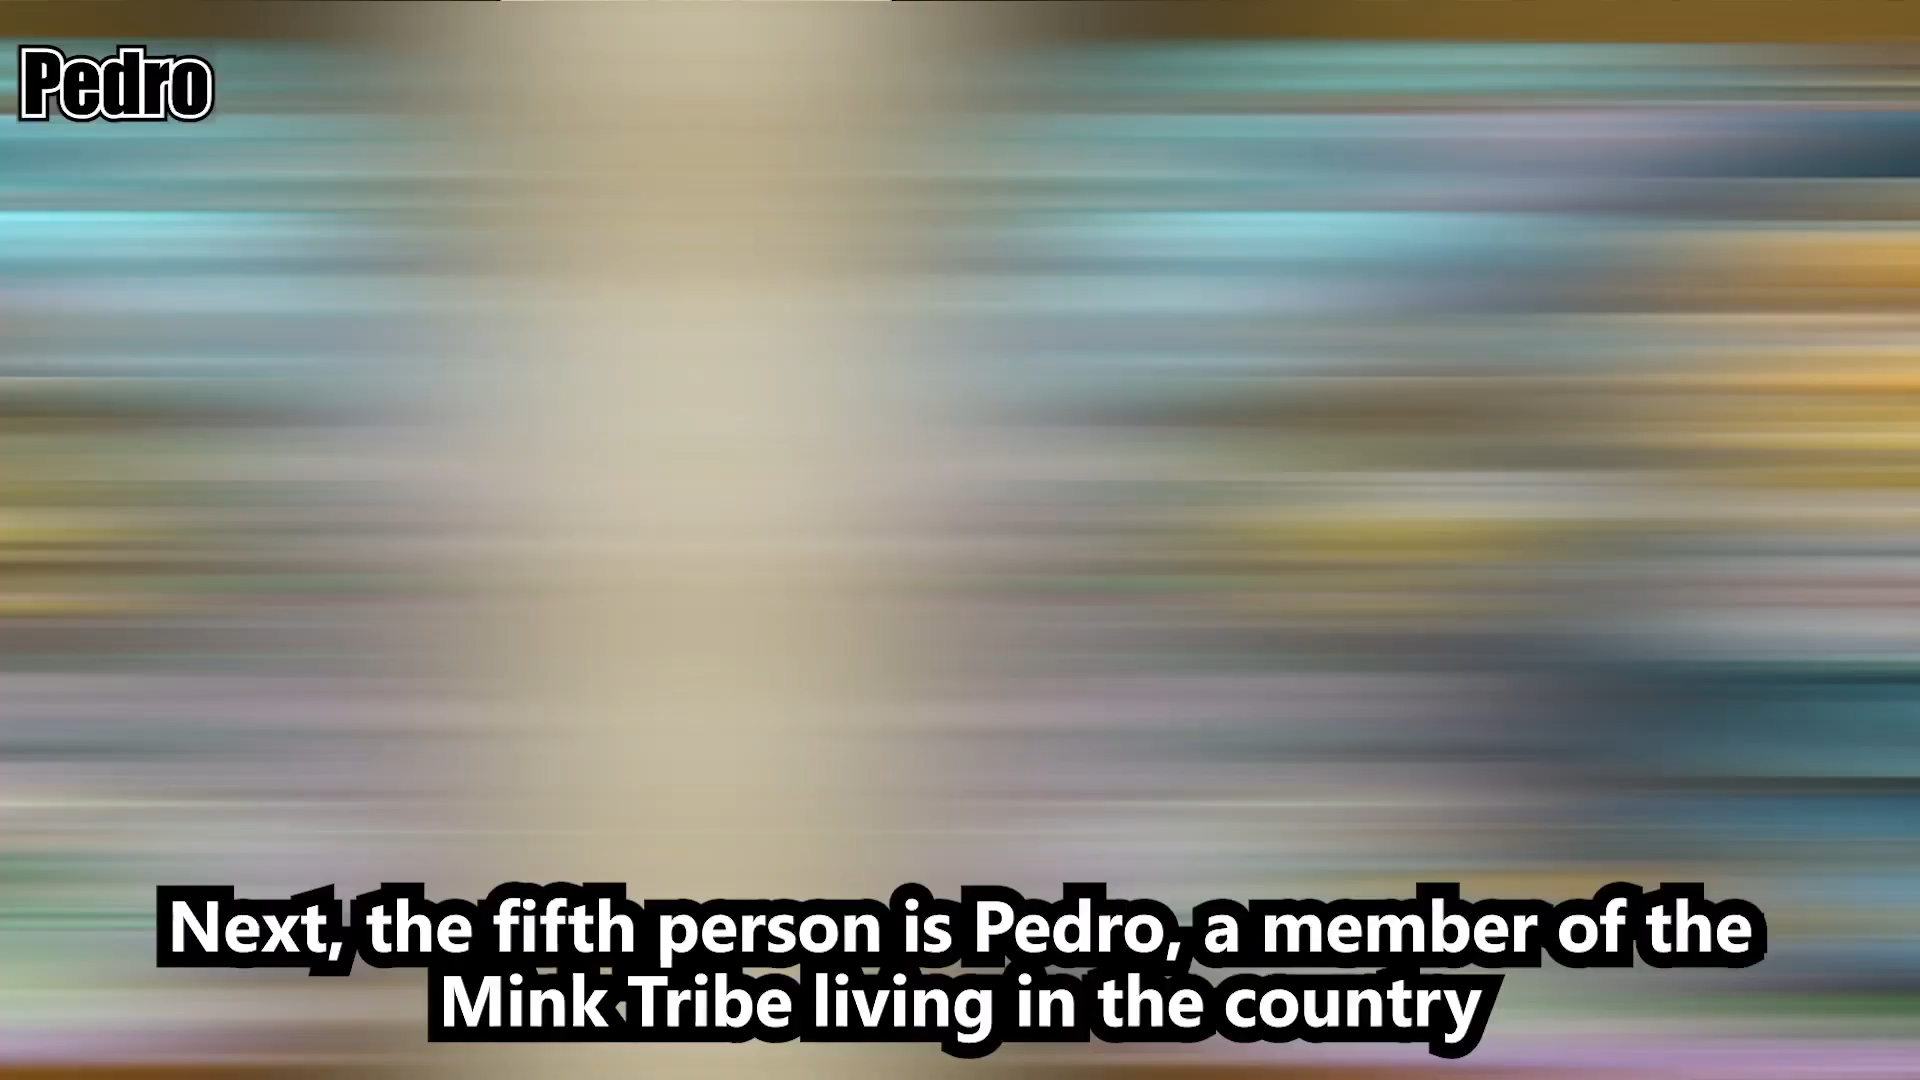 Pedro
Next, the fifth person is Pedro, a member of the
Mink Tribe living in the country